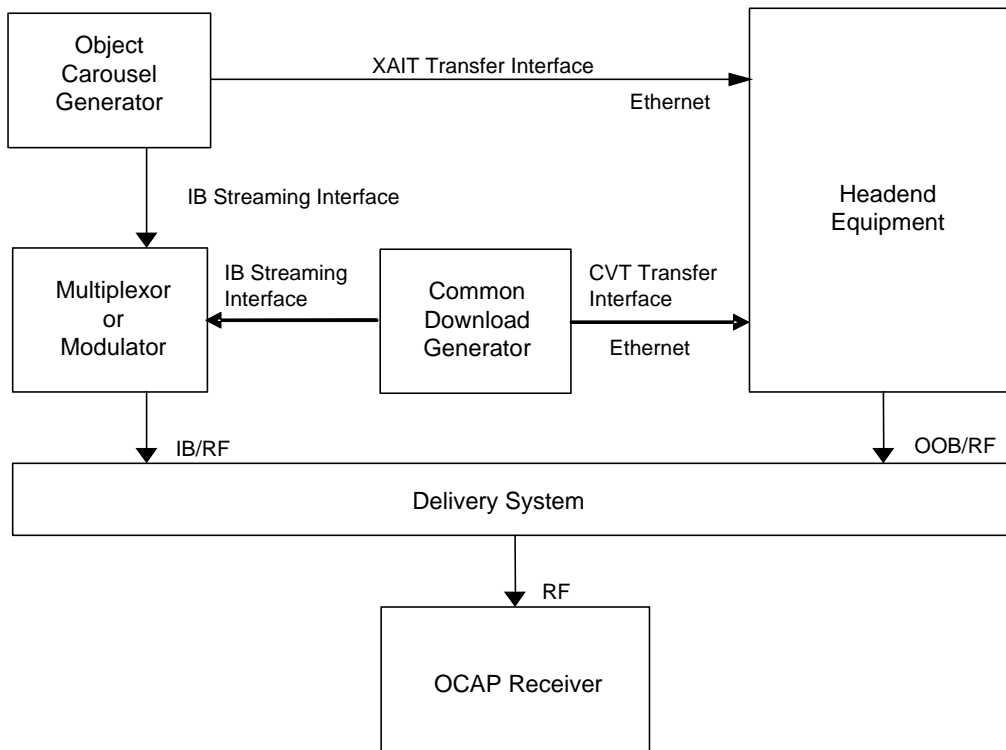 Object
Carousel
Generator
XAIT Transfer Interface
Ethernet
Headend
Equipment
IB Streaming Interface
Multiplexor
or
Modulator
IB Streaming
Interface
Common
Download
Generator
CVT Transfer
Interface
Ethernet
IB/RF
OOB/RF
Delivery System
RF
OCAP Receiver